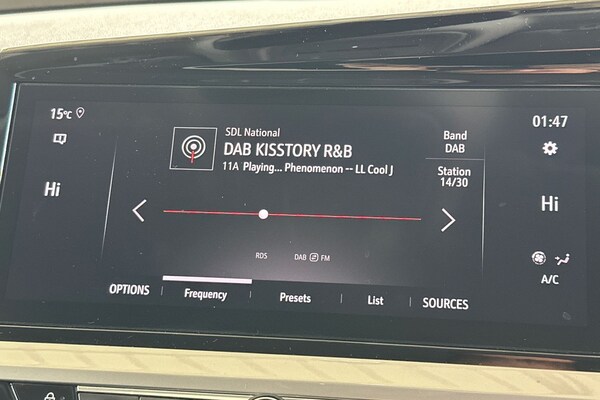 15°C
01:47
SDL National
DAB KISSTORY R&B
11A Playing... Phenomenon -- LL Cool J
Band
DAB
Station
14/30
Hi
Hi
RDS
DAB FM
A/C
OPTIONS
Frequency
Presets
List
SOURCES